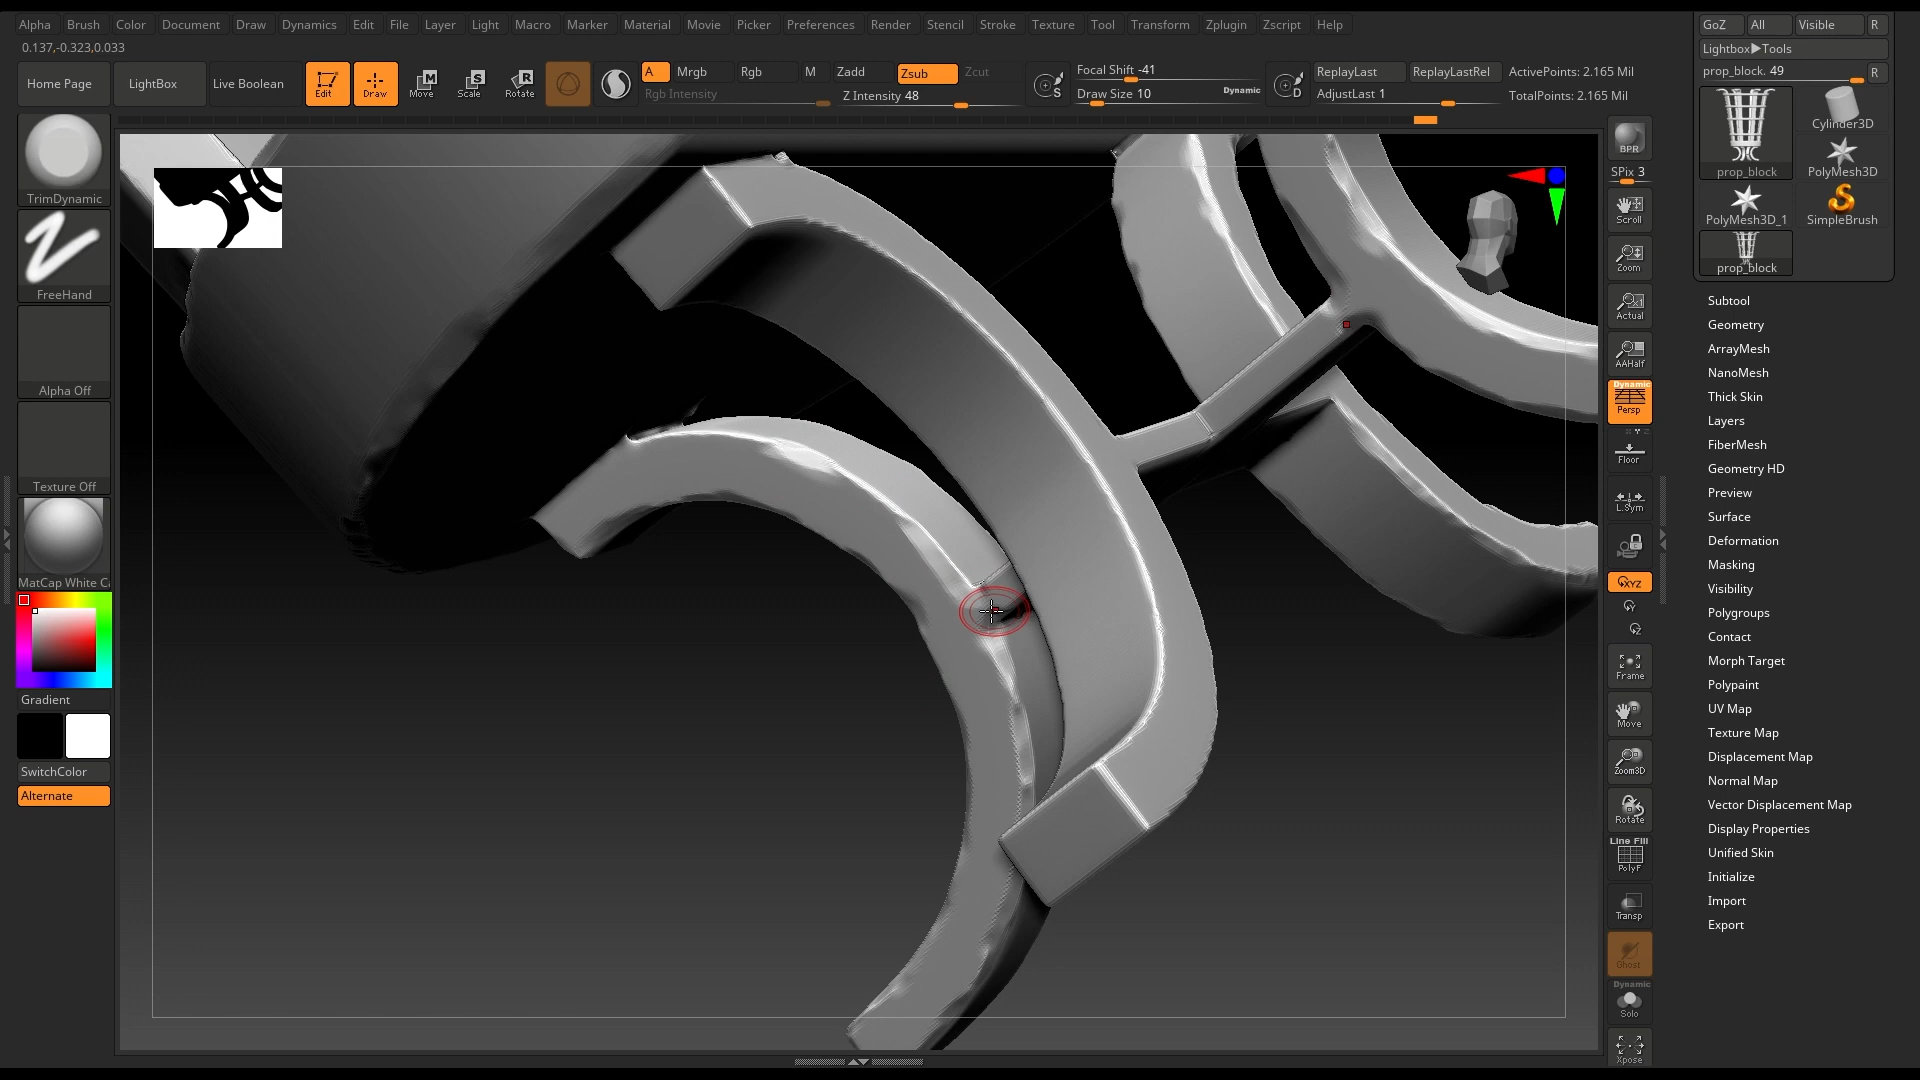 Alpha Brush Color Document Draw Dynamics Edit File Layer Light Macro Marker Material Movie Picker Preferences Render Stencil Stroke Texture Tool Transform Zplugin Zscript Help
0.137,-0.323,0.033
Home Page
LightBox
Live Boolean
Edit
Draw
M
Move
S
Scale
R
Rotate
A
Mrgb
Rgb
M
Zadd
Zsub
Zcut
Rgb Intensity
Z Intensity 48
S
Focal Shift -41
Draw Size 10
Dynamic
D
ReplayLast
ReplayLastRel
AdjustLast 1
ActivePoints: 2.165 Mil
TotalPoints: 2.165 Mil
TrimDynamic
FreeHand
Alpha Off
Texture Off
MatCap White Ca
Gradient
SwitchColor
Alternate
BPR
SPix 3
Scroll
Zoom
Actual
AAHalf
Dynamic
Persp
Floor
L.Sym
XYZ
Y
Z
Frame
Move
Zoom3D
Rotate
Line Fill
PolyF
Transp
Ghost
Dynamic
Solo
Xpose
GoZ
All
Visible
R
Lightbox▶Tools
prop_block. 49
R
prop_block
Cylinder3D
PolyMesh3D
PolyMesh3D_1
SimpleBrush
prop_block
Subtool
Geometry
ArrayMesh
NanoMesh
Thick Skin
Layers
FiberMesh
Geometry HD
Preview
Surface
Deformation
Masking
Visibility
Polygroups
Contact
Morph Target
Polypaint
UV Map
Texture Map
Displacement Map
Normal Map
Vector Displacement Map
Display Properties
Unified Skin
Initialize
Import
Export